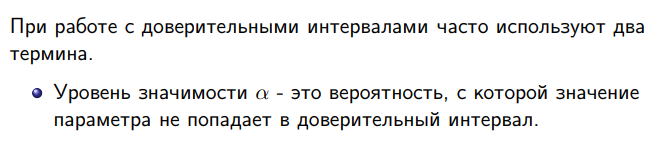 При работе с доверительными интервалами часто используют два
термина.
Уровень значимости α - это вероятность, с которой значение
параметра не попадает в доверительный интервал.